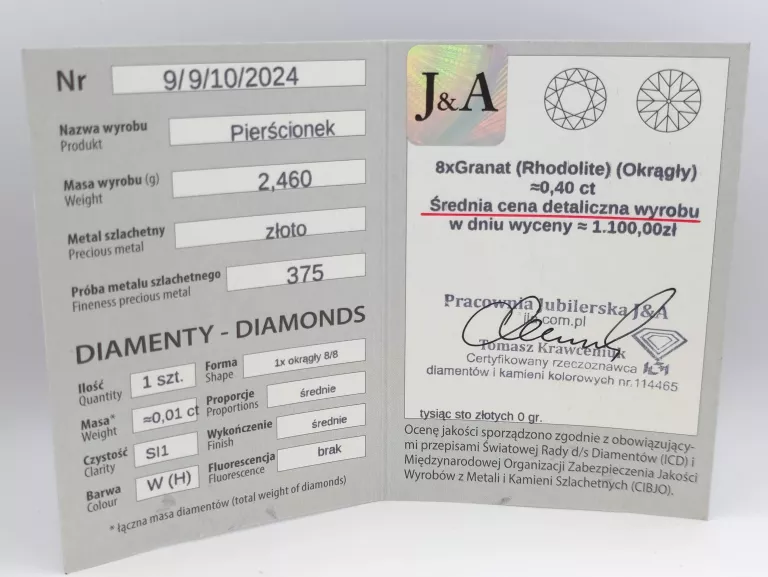 Nr 9/9/10/2024
Nazwa wyrobu Pierścionek
Produkt
Masa wyrobu (g) 2,460
Weight
Metal szlachetny złoto
Precious metal
Próba metalu szlachetnego 375
Fineness precious metal
DIAMENTY - DIAMONDS
Ilość 1 szt.
Quantity
Masa* ≈0,01 ct
Weight
Czystość SI1
Clarity
Barwa W (H)
Colour
Forma 1x okrągły 8/8
Shape
Proporcje średnie
Proportions
Wykończenie średnie
Finish
Fluorescencja brak
Fluorescence
* łączna masa diamentów (total weight of diamonds)
J&A
8xGranat (Rhodolite) (Okrągły)
≈0,40 ct
Średnia cena detaliczna wyrobu
w dniu wyceny ≈ 1.100,00zł
Pracownia Jubilerska J&A
Tomasz Krawceniuk
Certyfikowany rzeczoznawca
diamentów i kamieni kolorowych nr.114465
tysiąc sto złotych 0 gr.
Ocenę jakości sporządzono zgodnie z obowiązujący-
mi przepisami Światowej Rady d/s Diamentów (ICD) i
Międzynarodowej Organizacji Zabezpieczenia Jakości
Wyrobów z Metali i Kamieni Szlachetnych (CIBJO).